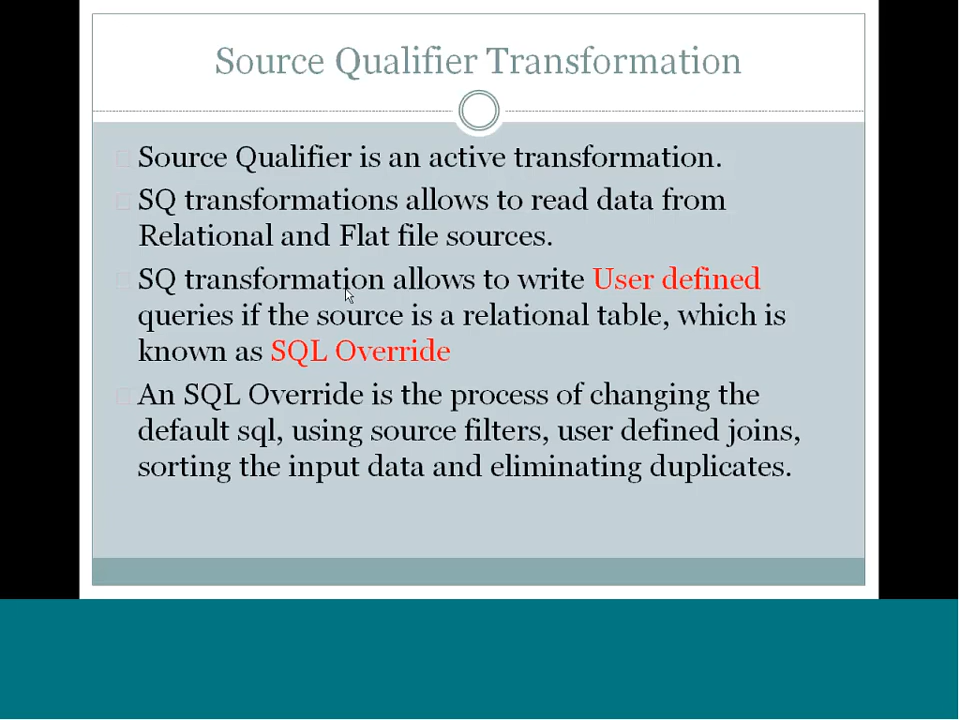 Source Qualifier Transformation
Source Qualifier is an active transformation.
SQ transformations allows to read data from
Relational and Flat file sources.
SQ transformation allows to write User defined
queries if the source is a relational table, which is
known as SQL Override
An SQL Override is the process of changing the
default sql, using source filters, user defined joins,
sorting the input data and eliminating duplicates.